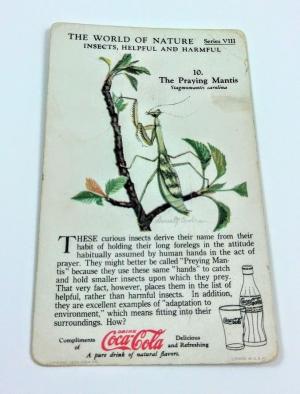 THE WORLD OF NATURE Series VIII
INSECTS, HELPFUL AND HARMFUL
10.
The Praying Mantis
Stagmomantis carolina
THESE curious insects derive their name from their
habit of holding their long forelegs in the attitude
habitually assumed by human hands in the act of
prayer. They might better be called "Preying Man-
tis" because they use these same "hands" to catch
and hold smaller insects upon which they prey.
That very fact, however, places them in the list of
helpful, rather than harmful insects. In addition,
they are excellent examples of "adaptation to
environment," which means fitting into their
surroundings. How?
Compliments of
DRINK
Coca-Cola
Delicious and Refreshing
A pure drink of natural flavors.